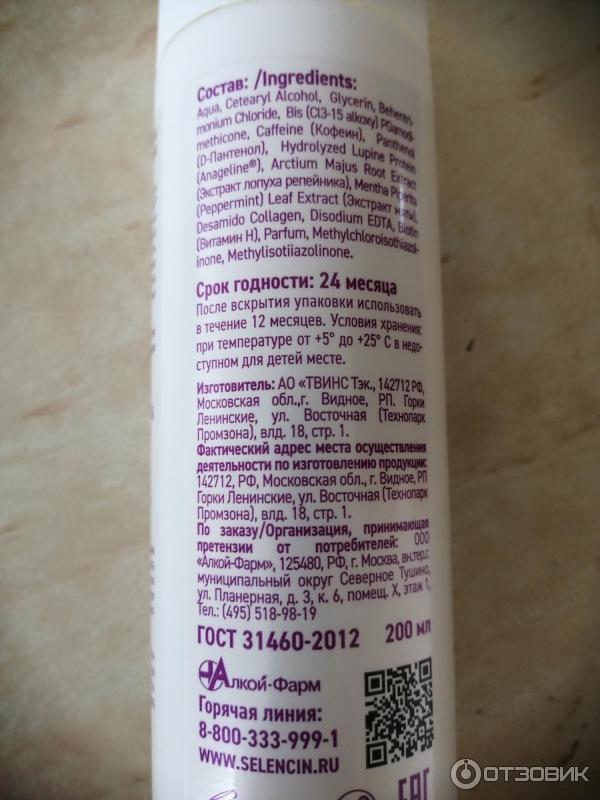 Состав: /Ingredients:
Aqua, Cetearyl Alcohol, Glycerin, Behentri-
monium Chloride, Bis (Cl3-15 alkoxy) PGamodi-
methicone, Caffeine (Кофеин), Panthenol
(D-Пантенол), Hydrolyzed Lupine Protein
(Anageline®), Arctium Majus Root Extract
(Экстракт лопуха репейника), Mentha Piperita
(Peppermint) Leaf Extract (Экстракт мяты),
Desamido Collagen, Disodium EDTA, Biotin
(Витамин Н), Parfum, Methylchloroisothiazol-
inone, Methylisotiiazolinone.
Срок годности: 24 месяца
После вскрытия упаковки использовать
в течение 12 месяцев. Условия хранения:
при температуре от +5° до +25° С в недо-
ступном для детей месте.
Изготовитель: АО «ТВИНС Тэк., 142712 РФ,
Московская обл.,г. Видное, РП. Горки
Ленинские, ул. Восточная (Технопарк
Промзона), влд. 18, стр. 1.
Фактический адрес места осуществления
деятельности по изготовлению продукции:
142712, РФ, Московская обл., г. Видное, РП
Горки Ленинские, ул. Восточная (Технопарк
Промзона), влд. 18, стр. 1.
По заказу/Организация, принимающая
претензии от потребителей: ООО
«Алкой-Фарм», 125480, РФ, г. Москва, вн.тер.г.
муниципальный округ Северное Тушино,
ул. Планерная, д. 3, к. 6, помещ. X, этаж 1,
Тел.: (495) 518-98-19
ГОСТ 31460-2012 200 мл
Алкой-Фарм
Горячая линия:
8-800-333-999-1
WWW.SELENCIN.RU
ОТЗОВИК